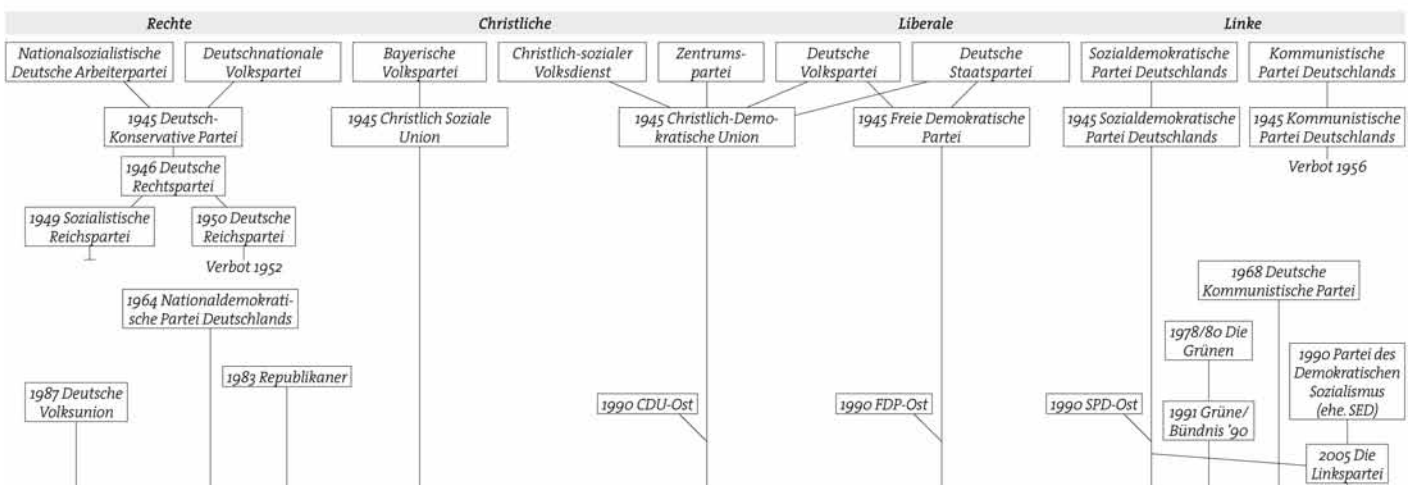 Rechte
Christliche
Liberale
Linke
Nationalsozialistische
Deutsche Arbeiterpartei
Deutschnationale
Volkspartei
Bayerische
Volkspartei
Christlich-sozialer
Volksdienst
Zentrums-
partei
Deutsche
Volkspartei
Deutsche
Staatspartei
Sozialdemokratische
Partei Deutschlands
Kommunistische
Partei Deutschlands
1945 Deutsch-
Konservative Partei
1945 Christlich Soziale
Union
1945 Christlich-Demo-
kratische Union
1945 Freie Demokratische
Partei
1945 Sozialdemokratische
Partei Deutschlands
1945 Kommunistische
Partei Deutschlands
Verbot 1956
1946 Deutsche
Rechtspartei
1949 Sozialistische
Reichspartei
1950 Deutsche
Reichspartei
Verbot 1952
1964 Nationaldemokrati-
sche Partei Deutschlands
1968 Deutsche
Kommunistische Partei
1978/80 Die
Grünen
1990 Partei des
Demokratischen
Sozialismus
(ehe. SED)
1983 Republikaner
1987 Deutsche
Volksunion
1990 CDU-Ost
1990 FDP-Ost
1990 SPD-Ost
1991 Grüne/
Bündnis '90
2005 Die
Linkspartei